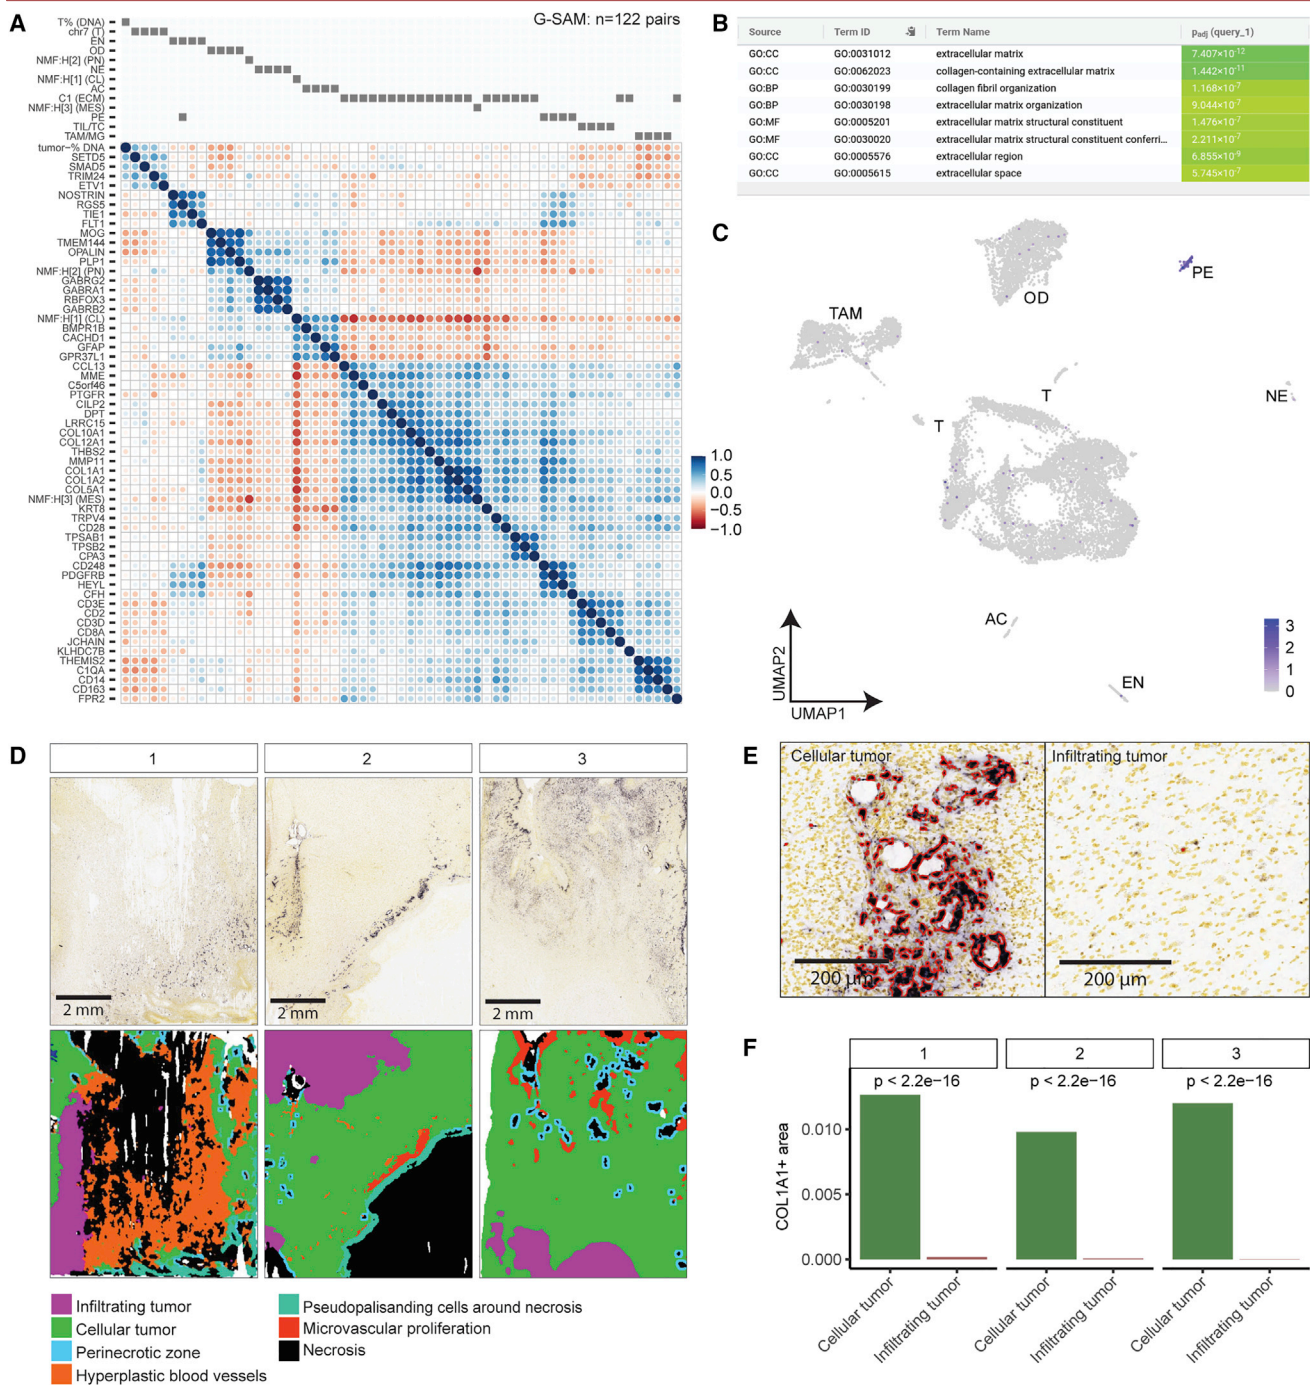 A
G-SAM: n=122 pairs
T% (DNA)
chr7 (T)
EN
OD
NMF:H[2] (PN)
NE
NMF:H[1] (CL)
AC
C1 (ECM)
NMF:H[3] (MES)
PE
TIL/TC
TAM/MG
tumor-% DNA
SETD5
SMAD5
TRIM24
ETV1
NOSTRIN
RGS5
TIE1
FLT1
MOG
TMEM144
OPALIN
PLP1
NMF:H[2] (PN)
GABRG2
GABRA1
RBFOX3
GABRB2
NMF:H[1] (CL)
BMPR1B
CACHD1
GFAP
GPR37L1
CCL13
MME
C5orf46
PTGFR
CILP2
DPT
LRRC15
COL10A1
COL12A1
THBS2
MMP11
COL1A1
COL1A2
COL5A1
NMF:H[3] (MES)
KRT8
TRPV4
CD28
TPSAB1
TPSB2
CPA3
CD248
PDGFRB
HEYL
CFH
CD3E
CD2
CD3D
CD8A
JCHAIN
KLHDC7B
THEMIS2
C1QA
CD14
CD163
FPR2
1.0
0.5
0.0
−0.5
−1.0
B
Source Term ID Term Name padj (query_1)
GO:CC GO:0031012 extracellular matrix 7.407×10-12
GO:CC GO:0062023 collagen-containing extracellular matrix 1.442×10-11
GO:BP GO:0030199 collagen fibril organization 1.168×10-7
GO:BP GO:0030198 extracellular matrix organization 9.044×10-7
GO:MF GO:0005201 extracellular matrix structural constituent 1.476×10-7
GO:MF GO:0030020 extracellular matrix structural constituent conferri... 2.211×10-7
GO:CC GO:0005576 extracellular region 6.855×10-9
GO:CC GO:0005615 extracellular space 5.745×10-7
C
PE
OD
TAM
T
NE
T
AC
EN
UMAP2
UMAP1
3
2
1
0
D
1 2 3
2 mm 2 mm 2 mm
Infiltrating tumor
Cellular tumor
Perinecrotic zone
Hyperplastic blood vessels
Pseudopalisanding cells around necrosis
Microvascular proliferation
Necrosis
E
Cellular tumor Infiltrating tumor
200 µm 200 µm
F
1 2 3
p < 2.2e−16 p < 2.2e−16 p < 2.2e−16
COL1A1+ area
0.010
0.005
0.000
Cellular tumor
Infiltrating tumor
Cellular tumor
Infiltrating tumor
Cellular tumor
Infiltrating tumor